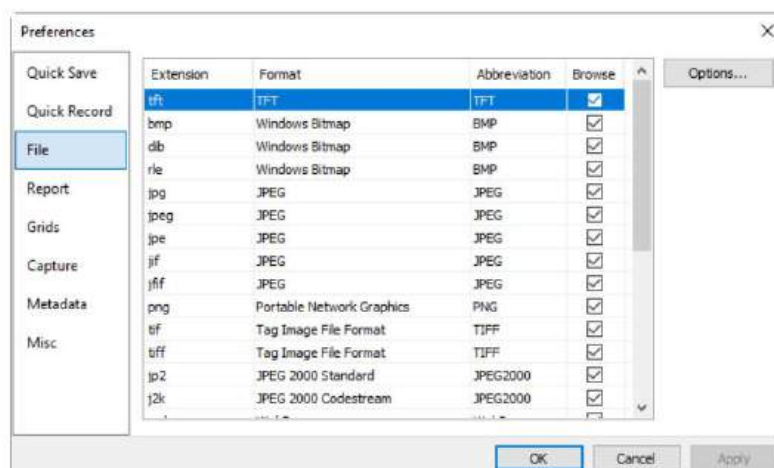 Preferences
Quick Save
Quick Record
File
Report
Grids
Capture
Metadata
Misc
Extension Format Abbreviation Browse
tft TFT TFT
bmp Windows Bitmap BMP
dib Windows Bitmap BMP
rle Windows Bitmap BMP
jpg JPEG JPEG
jpeg JPEG JPEG
jpe JPEG JPEG
jif JPEG JPEG
jfif JPEG JPEG
png Portable Network Graphics PNG
tif Tag Image File Format TIFF
tiff Tag Image File Format TIFF
jp2 JPEG 2000 Standard JPEG2000
j2k JPEG 2000 Codestream JPEG2000
Options...
OK Cancel Apply